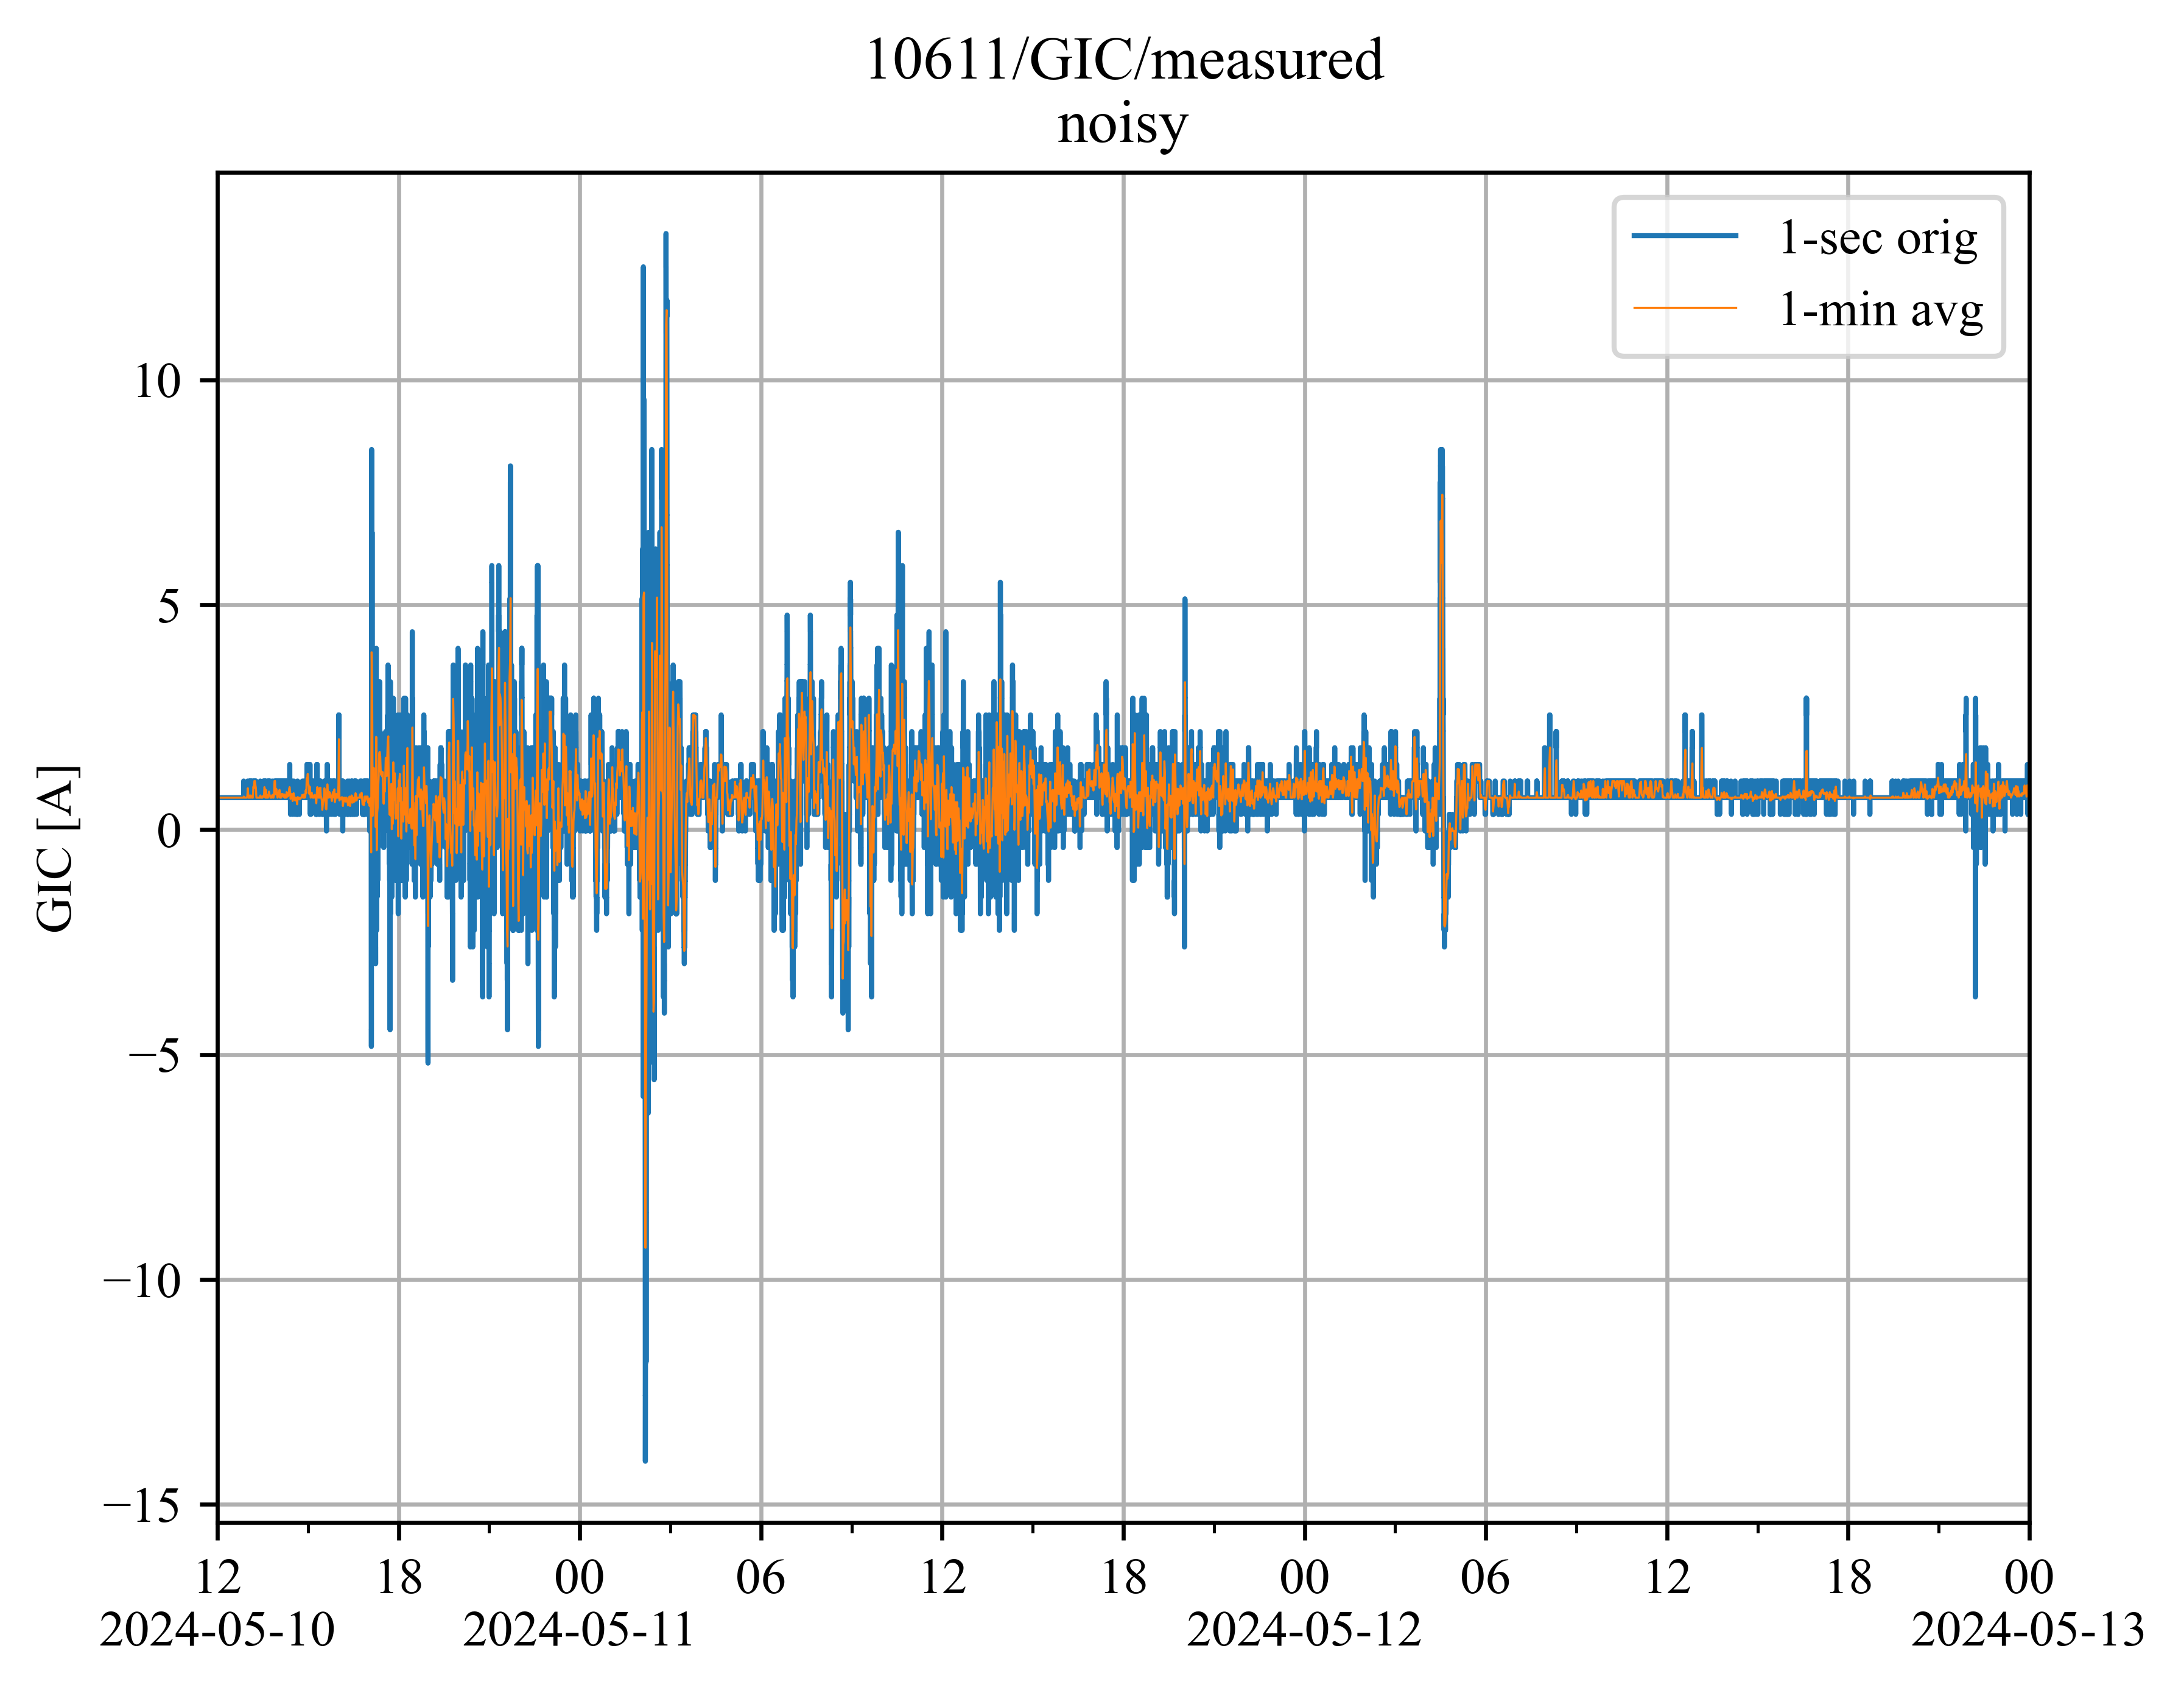 10611/GIC/measured
noisy
1-sec orig
1-min avg
GIC [A]
10
5
0
−5
−10
−15
12 18 00 06 12 18 00 06 12 18 00
2024-05-10 2024-05-11 2024-05-12 2024-05-13